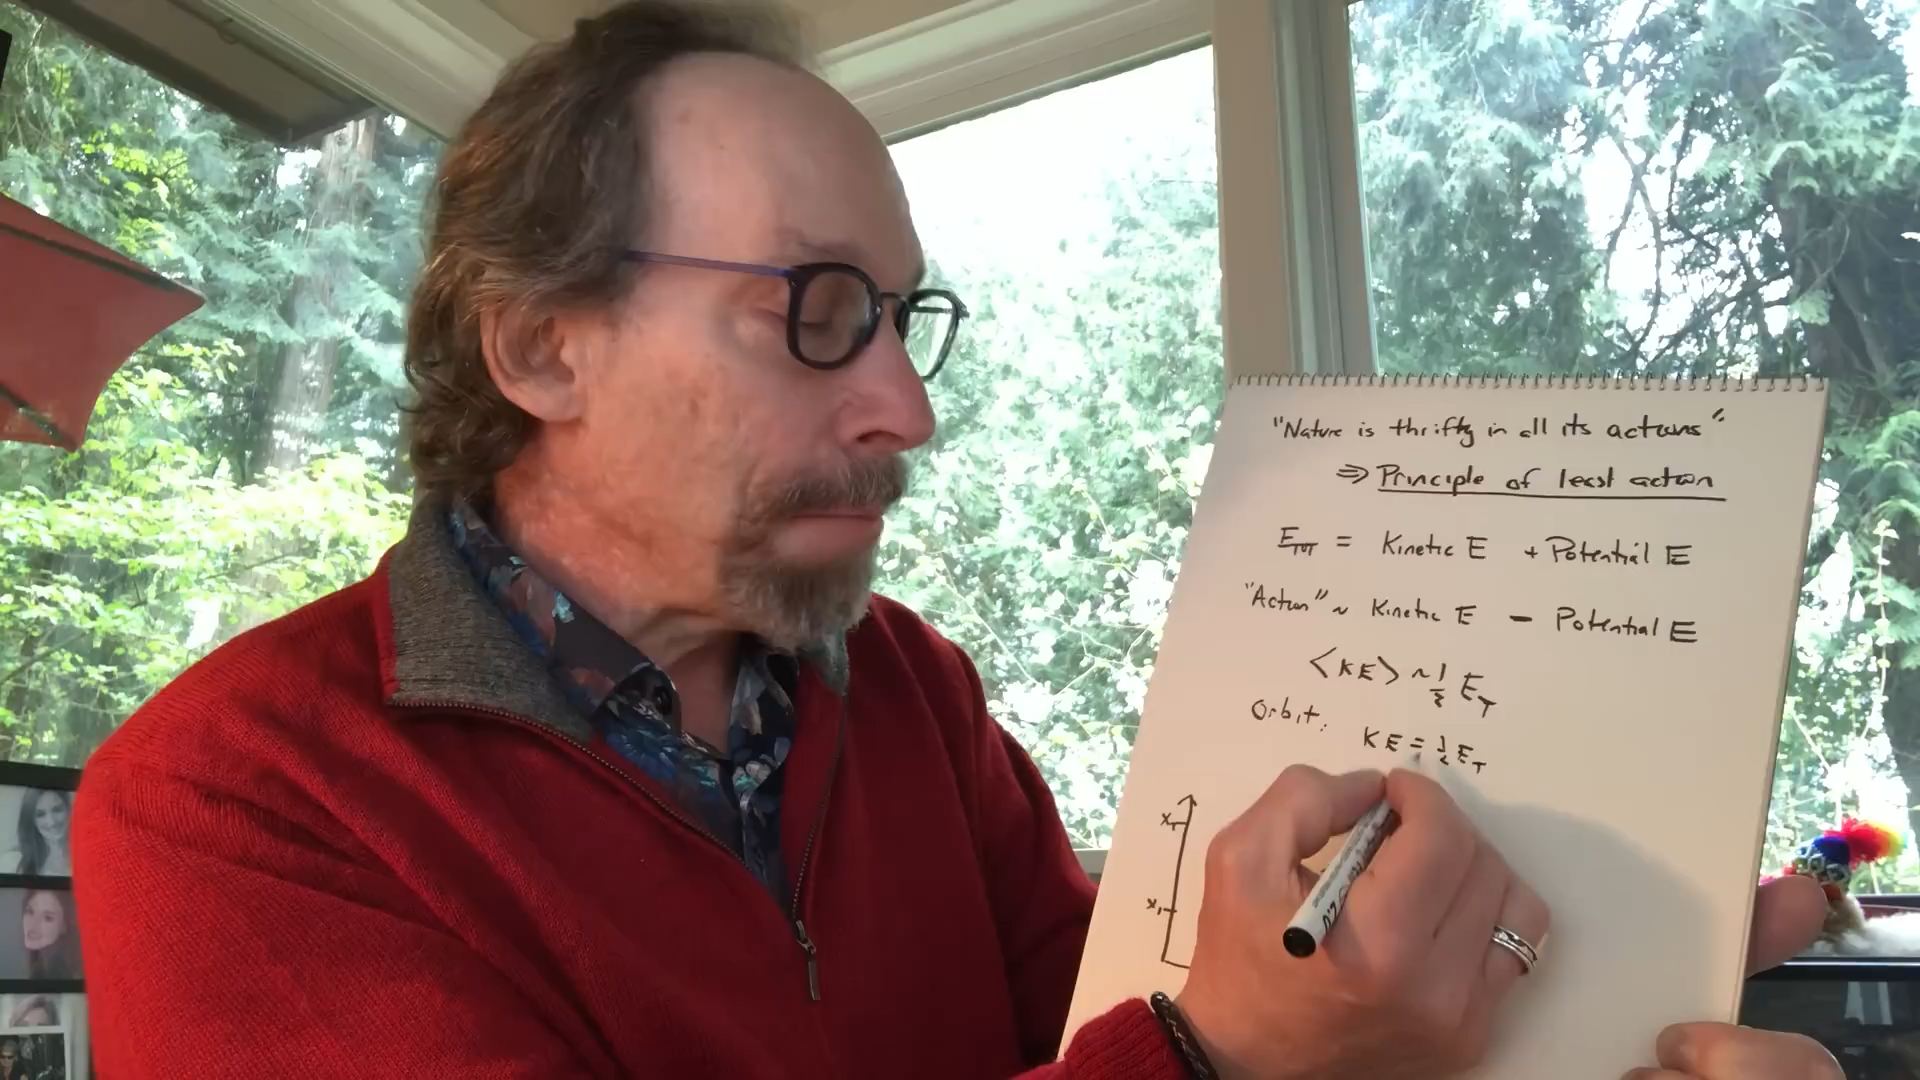 "Nature is thrifty in all its actions"
⇒ Principle of least action
E_TOT = Kinetic E + Potential E
"Action" ~ Kinetic E − Potential E
<KE> ~ 1/2 E_T
Orbit:
KE = 1/2 E_T
x_1